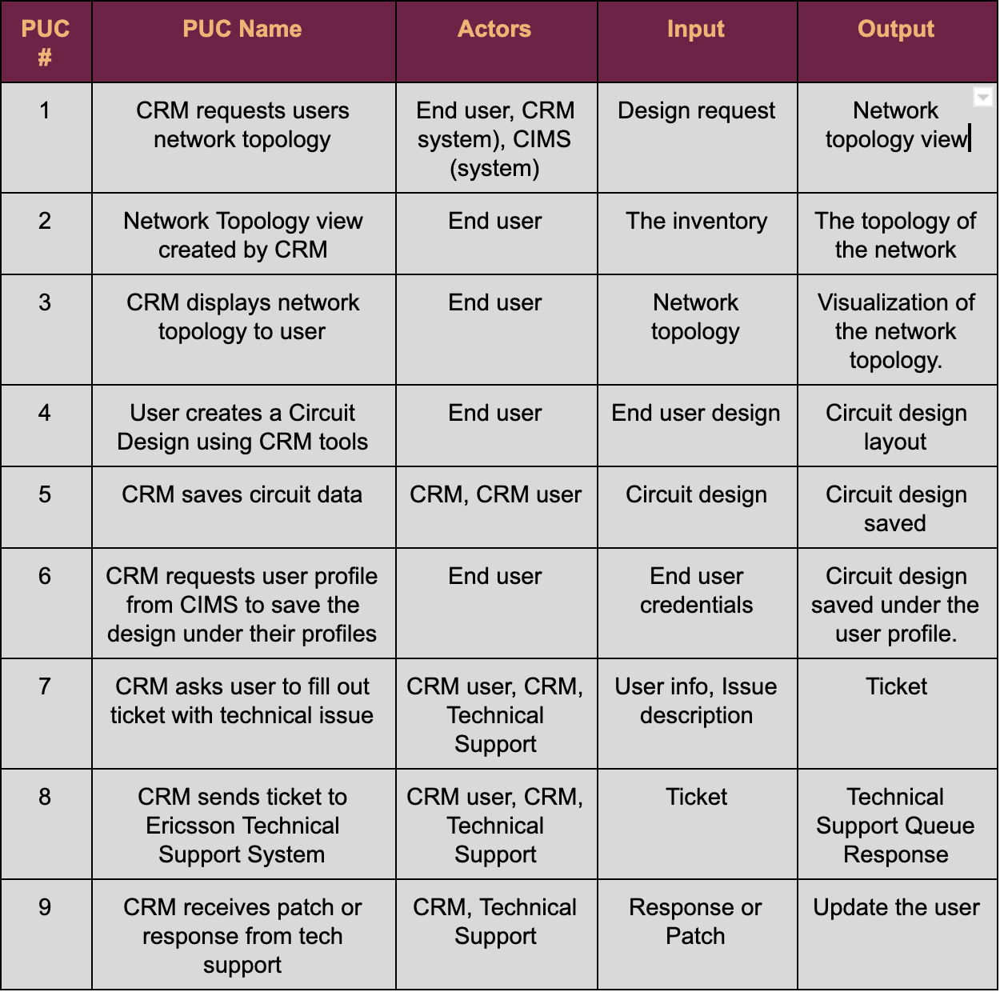 PUC
#
PUC Name
Actors
Input
Output
1
CRM requests users
network topology
End user, CRM
system), CIMS
(system)
Design request
Network
topology view
2
Network Topology view
created by CRM
End user
The inventory
The topology of
the network
3
CRM displays network
topology to user
End user
Network
topology
Visualization of
the network
topology.
4
User creates a Circuit
Design using CRM tools
End user
End user design
Circuit design
layout
5
CRM saves circuit data
CRM, CRM user
Circuit design
Circuit design
saved
6
CRM requests user profile
from CIMS to save the
design under their profiles
End user
End user
credentials
Circuit design
saved under the
user profile.
7
CRM asks user to fill out
ticket with technical issue
CRM user, CRM,
Technical
Support
User info, Issue
description
Ticket
8
CRM sends ticket to
Ericsson Technical
Support System
CRM user, CRM,
Technical
Support
Ticket
Technical
Support Queue
Response
9
CRM receives patch or
response from tech
support
CRM, Technical
Support
Response or
Patch
Update the user